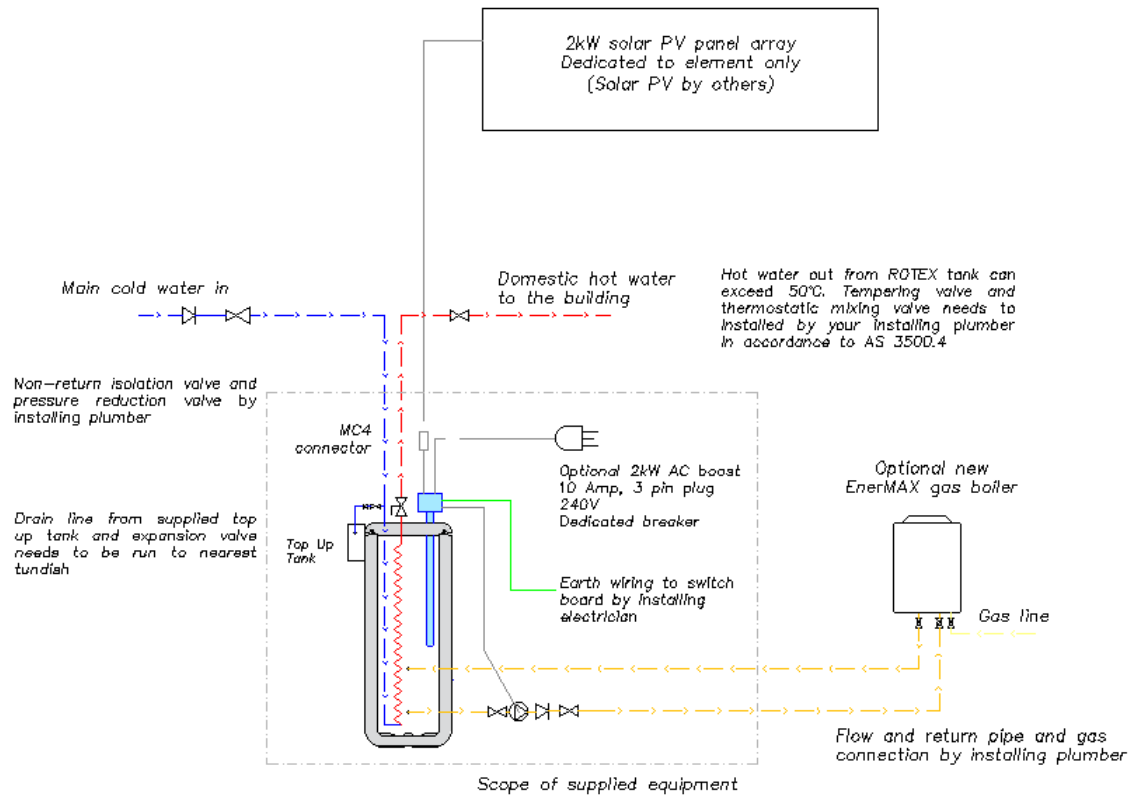 2kW solar PV panel array
Dedicated to element only
(Solar PV by others)
Main cold water in
Domestic hot water
to the building
Hot water out from ROTEX tank can
exceed 50°C. Tempering valve and
thermostatic mixing valve needs to
installed by your installing plumber
in accordance to AS 3500.4
Non-return isolation valve and
pressure reduction valve by
installing plumber
MC4
connector
Optional 2kW AC boost
10 Amp, 3 pin plug
240V
Dedicated breaker
Optional new
EnerMAX gas boiler
Drain line from supplied top
up tank and expansion valve
needs to be run to nearest
tundish
Top Up
Tank
Earth wiring to switch
board by installing
electrician
Gas line
Flow and return pipe and gas
connection by installing plumber
Scope of supplied equipment